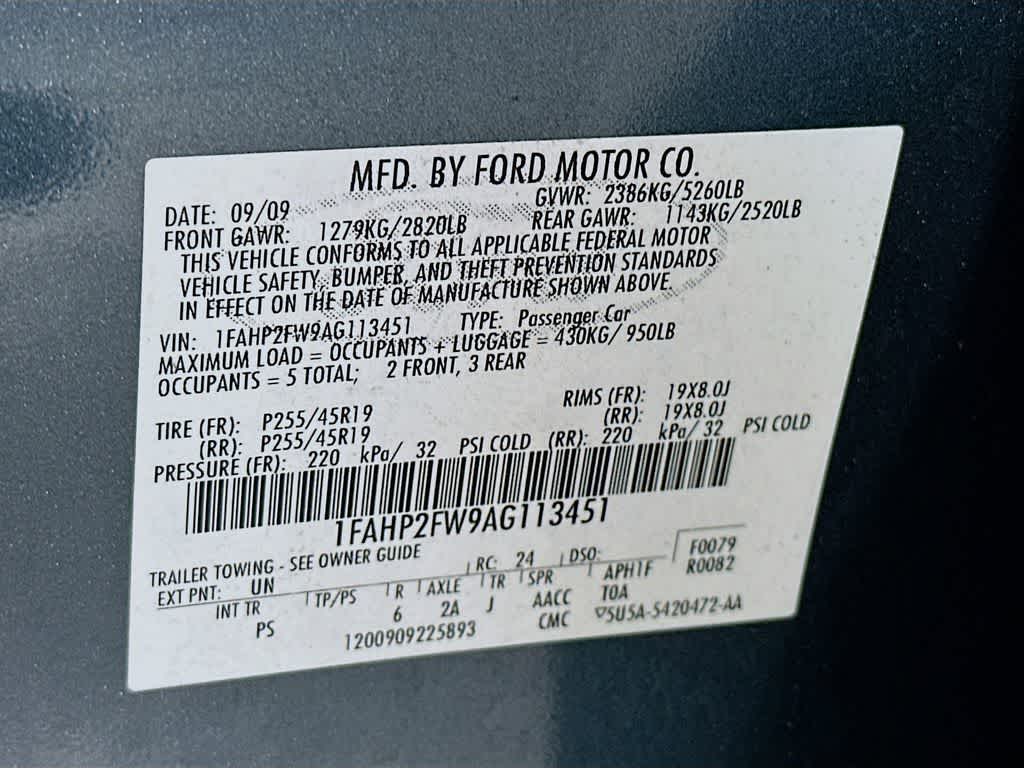 MFD. BY FORD MOTOR CO.
DATE: 09/09 GVWR: 2386KG/5260LB
FRONT GAWR: 1279KG/2820LB REAR GAWR: 1143KG/2520LB
THIS VEHICLE CONFORMS TO ALL APPLICABLE FEDERAL MOTOR
VEHICLE SAFETY, BUMPER, AND THEFT PREVENTION STANDARDS
IN EFFECT ON THE DATE OF MANUFACTURE SHOWN ABOVE.
VIN: 1FAHP2FW9AG113451 TYPE: Passenger Car
MAXIMUM LOAD = OCCUPANTS + LUGGAGE = 430KG/ 950LB
OCCUPANTS = 5 TOTAL; 2 FRONT, 3 REAR
TIRE (FR): P255/45R19 RIMS (FR): 19X8.0J
(RR): P255/45R19 (RR): 19X8.0J
PRESSURE (FR): 220 kPa/ 32 PSI COLD (RR): 220 kPa/ 32 PSI COLD
1FAHP2FW9AG113451
TRAILER TOWING - SEE OWNER GUIDE
EXT PNT: UN RC: 24 DSO: F0079
R0082
INT TR TP/PS R AXLE TR SPR APH1F
PS 6 2A J AACC T0A
1200909225893 CMC 5U5A-5420472-AA